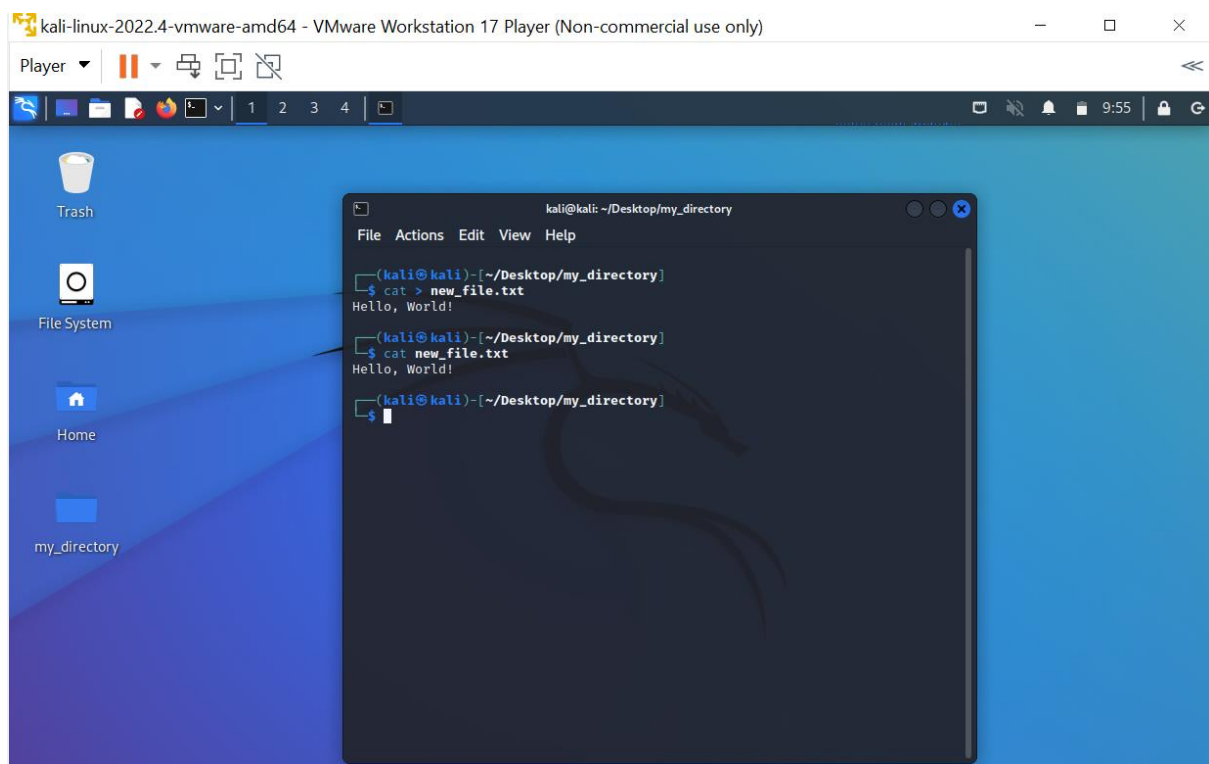 kali-linux-2022.4-vmware-amd64 - VMware Workstation 17 Player (Non-commercial use only)
Player
1 2 3 4
9:55
Trash
File System
Home
my_directory
kali@kali: ~/Desktop/my_directory
File Actions Edit View Help
┌──(kali㉿kali)-[~/Desktop/my_directory]
└─$ cat > new_file.txt
Hello, World!
┌──(kali㉿kali)-[~/Desktop/my_directory]
└─$ cat new_file.txt
Hello, World!
┌──(kali㉿kali)-[~/Desktop/my_directory]
└─$